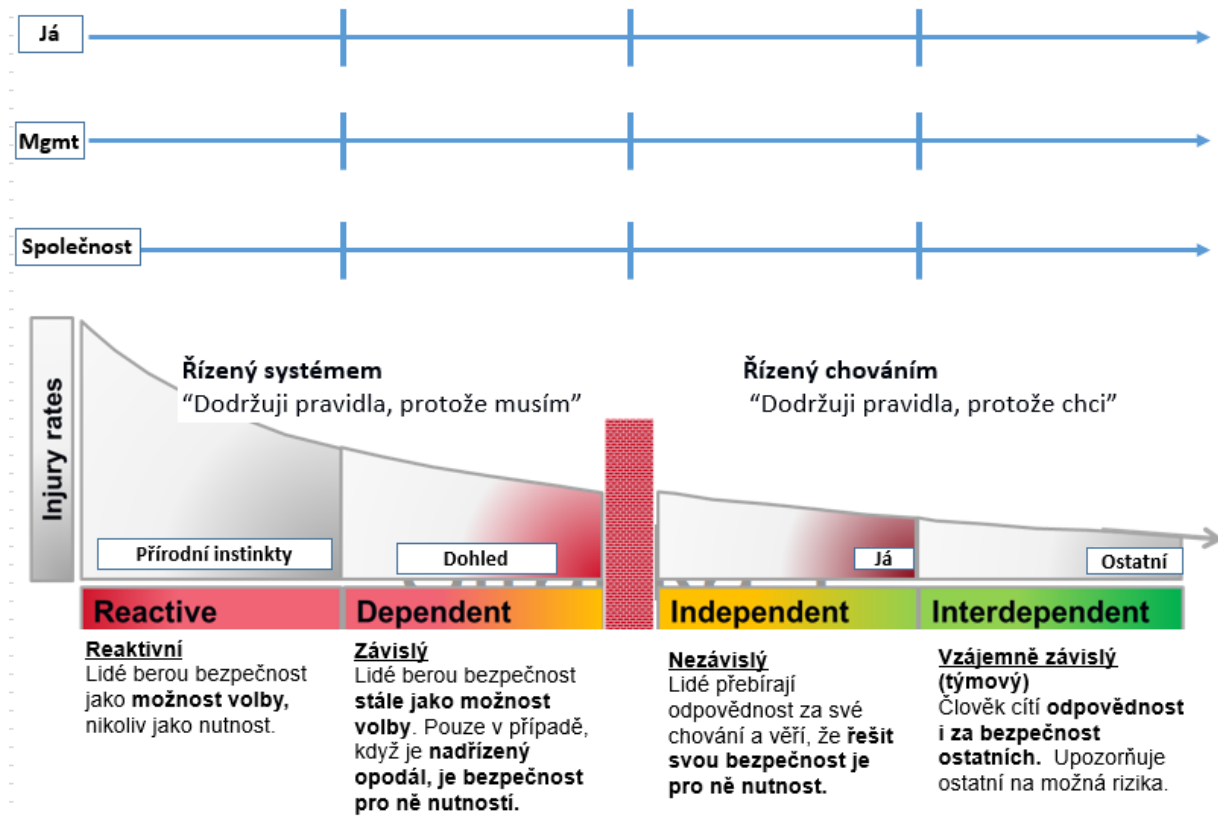 Já
Mgmt
Společnost
Injury rates
Řízený systémem
“Dodržuji pravidla, protože musím”
Řízený chováním
“Dodržuji pravidla, protože chci”
Přírodní instinkty
Dohled
Já
Ostatní
Reactive
Dependent
Independent
Interdependent
Reaktivní
Lidé berou bezpečnost
jako možnost volby,
nikoliv jako nutnost.
Závislý
Lidé berou bezpečnost
stále jako možnost
volby. Pouze v případě,
když je nadřízený
opodál, je bezpečnost
pro ně nutností.
Nezávislý
Lidé přebírají
odpovědnost za své
chování a věří, že řešit
svou bezpečnost je
pro ně nutnost.
Vzájemně závislý
(týmový)
Člověk cítí odpovědnost
i za bezpečnost
ostatních. Upozorňuje
ostatní na možná rizika.